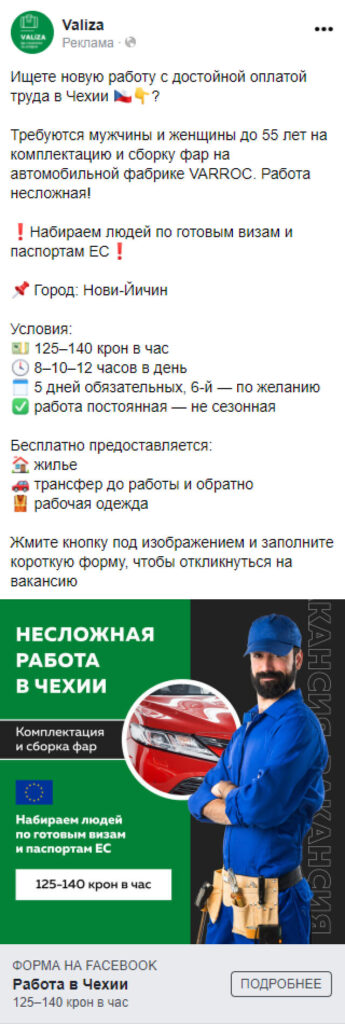 Valiza
VALIZA
Реклама ·
Ищете новую работу с достойной оплатой
труда в Чехии 🇨🇿👇?
Требуются мужчины и женщины до 55 лет на
комплектацию и сборку фар на
автомобильной фабрике VARROC. Работа
несложная!
❗Набираем людей по готовым визам и
паспортам ЕС❗
📌 Город: Нови-Йичин
Условия:
💵 125–140 крон в час
🕓 8–10–12 часов в день
🗓 5 дней обязательных, 6-й — по желанию
✅ работа постоянная — не сезонная
Бесплатно предоставляется:
🏠 жилье
🚗 трансфер до работы и обратно
🦺 рабочая одежда
Жмите кнопку под изображением и заполните
короткую форму, чтобы откликнуться на
вакансию
НЕСЛОЖНАЯ
РАБОТА
В ЧЕХИИ
Комплектация
и сборка фар
Набираем людей
по готовым визам
и паспортам ЕС
125-140 крон в час
ВАКАНСИЯ ВАКАНСИЯ
ФОРМА НА FACEBOOK
Работа в Чехии
125–140 крон в час
ПОДРОБНЕЕ